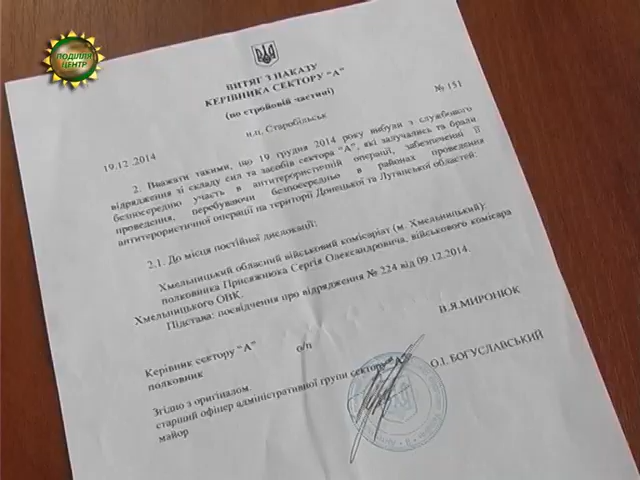 ПОДІЛЛЯ
ЦЕНТР
ВИТЯГ З НАКАЗУ
КЕРІВНИКА СЕКТОРУ “А”
(по стройовій частині)
№ 151
н.п. Старобільськ
19.12.2014
2. Вважати такими, що 19 грудня 2014 року вибули з службового
відрядження зі складу сил та засобів сектора “А”, які залучались та брали
безпосередню участь в антитерористичній операції, забезпеченні її
проведення, перебуваючи безпосередньо в районах проведення
антитерористичної операції на території Донецької та Луганської областей:
2.1. До місця постійної дислокації:
Хмельницький обласний військовий комісаріат (м. Хмельницький):
полковника Присяжнюка Сергія Олександровича, військового комісара
Хмельницького ОВК.
Підстава: посвідчення про відрядження № 224 від 09.12.2014.
Керівник сектору “А” о/п В.Я.МИРОНЮК
полковник
Згідно з оригіналом.
старший офіцер адміністративної групи сектору “А” О.І. БОГУСЛАВСЬКИЙ
майор